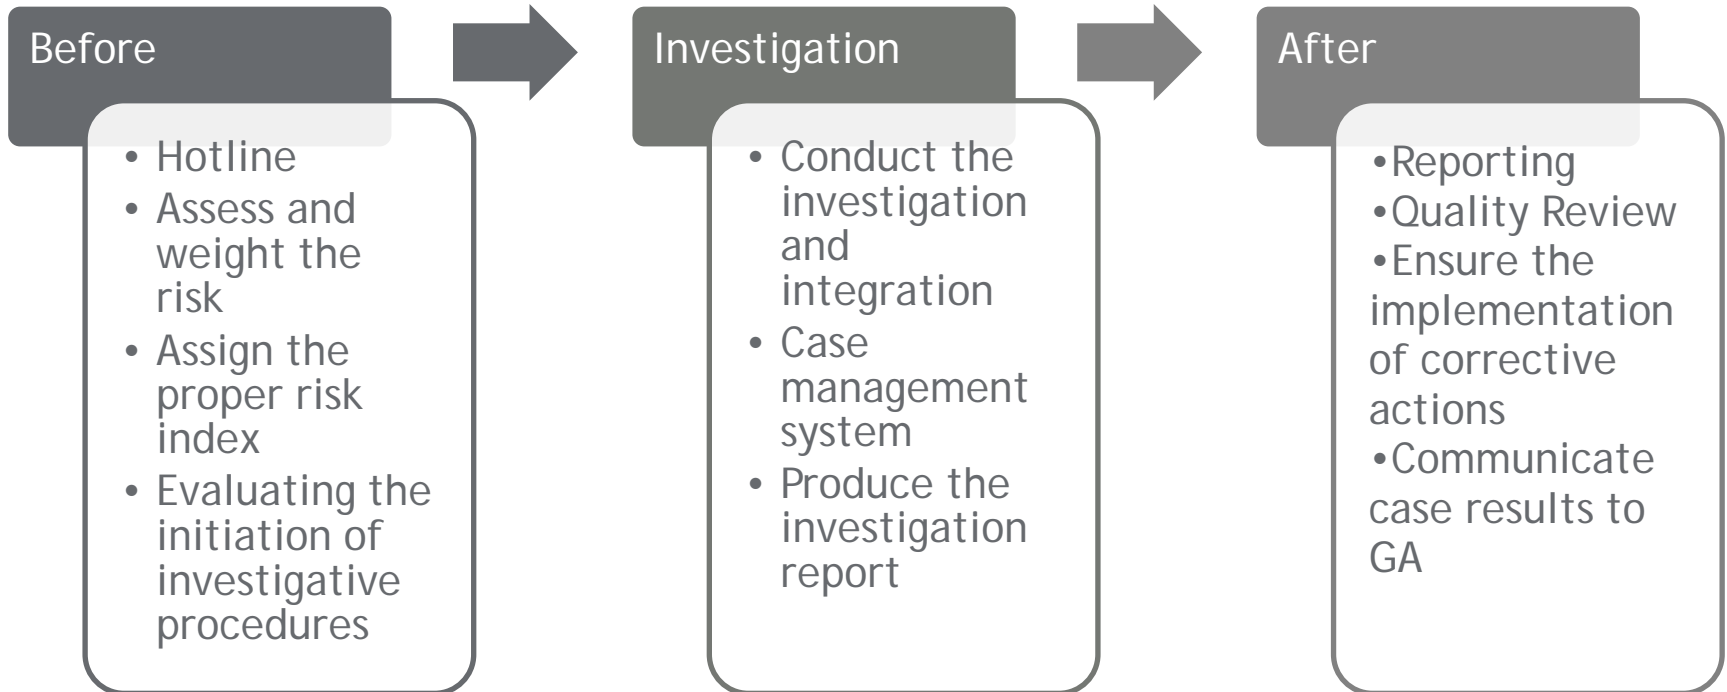 Before
• Hotline
• Assess and
weight the
risk
• Assign the
proper risk
index
• Evaluating the
initiation of
investigative
procedures
Investigation
• Conduct the
investigation
and
integration
• Case
management
system
• Produce the
investigation
report
After
•Reporting
•Quality Review
•Ensure the
implementation
of corrective
actions
•Communicate
case results to
GA